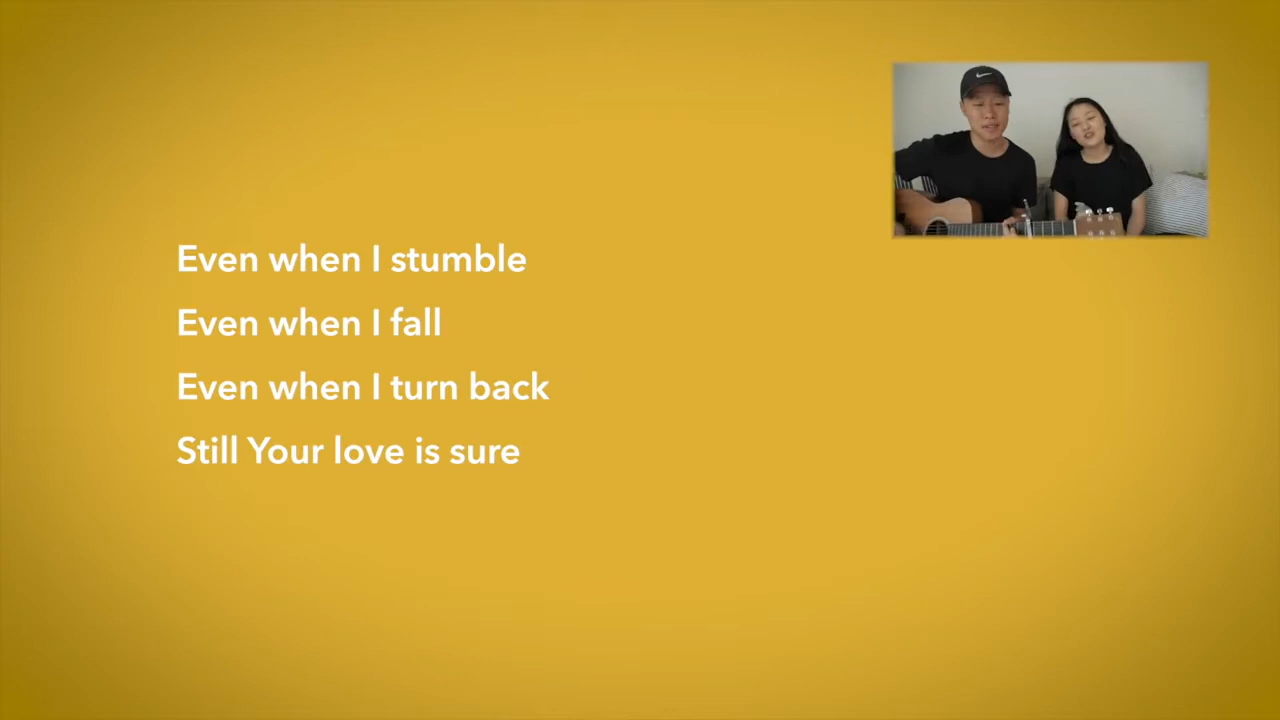 Even when I stumble
Even when I fall
Even when I turn back
Still Your love is sure